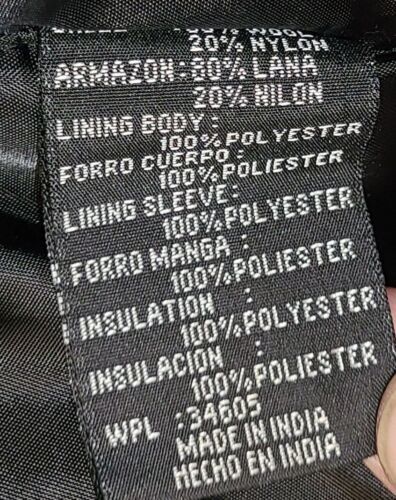 WOOL
20% NYLON
ARMAZON: 80% LANA
20% NILON
LINING BODY:
100% POLYESTER
FORRO CUERPO:
100% POLIESTER
LINING SLEEVE:
100% POLYESTER
FORRO MANGA :
100% POLIESTER
INSULATION :
100% POLYESTER
INSULACION :
100% POLIESTER
WPL :34605
MADE IN INDIA
HECHO EN INDIA